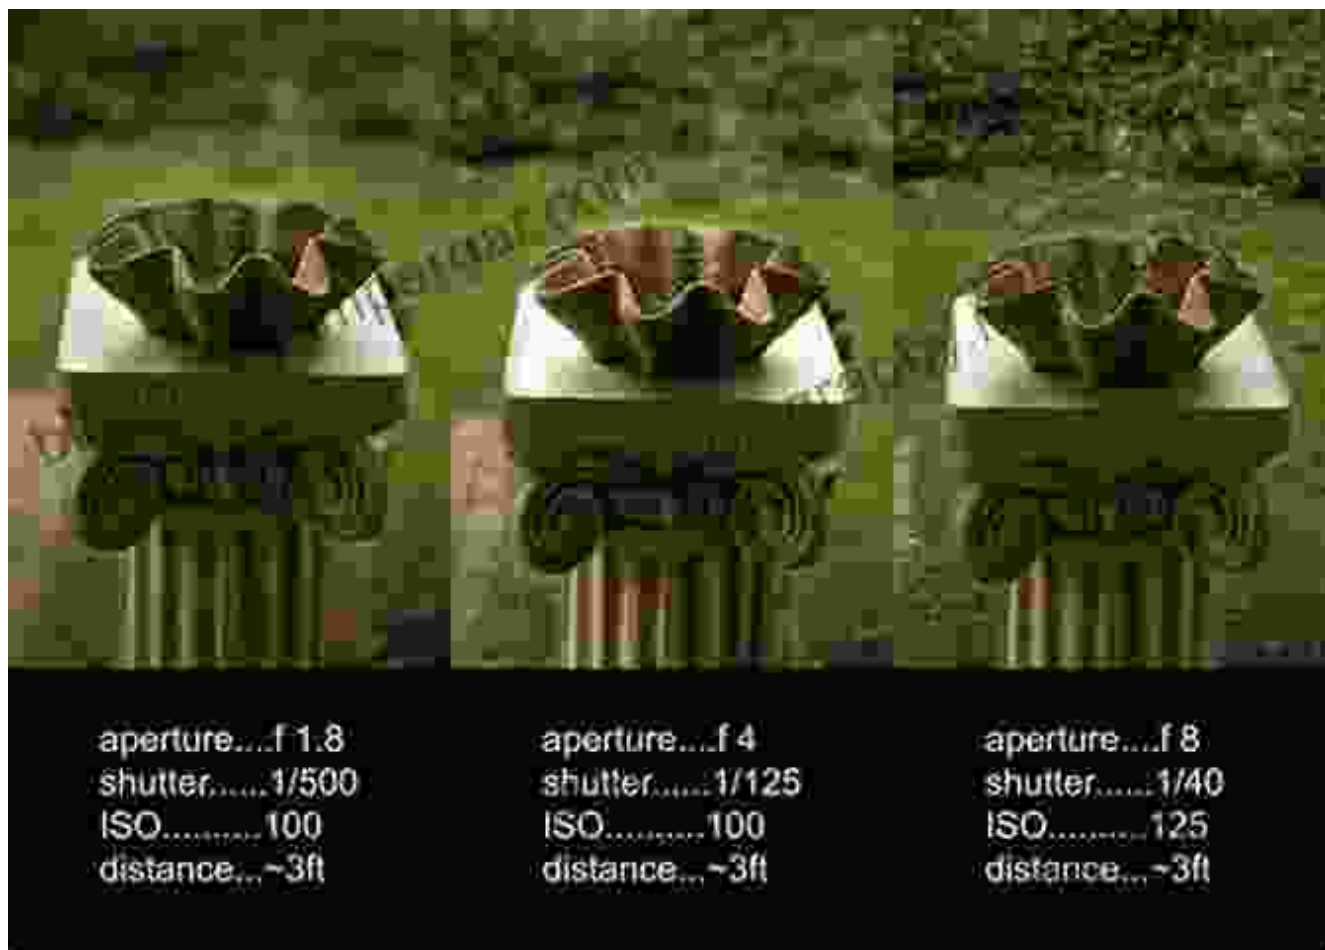 aperture....f 1.8
shutter......1/500
ISO..........100
distance...~3ft
aperture....f 4
shutter......1/125
ISO..........100
distance...~3ft
aperture....f 8
shutter......1/40
ISO..........125
distance...~3ft